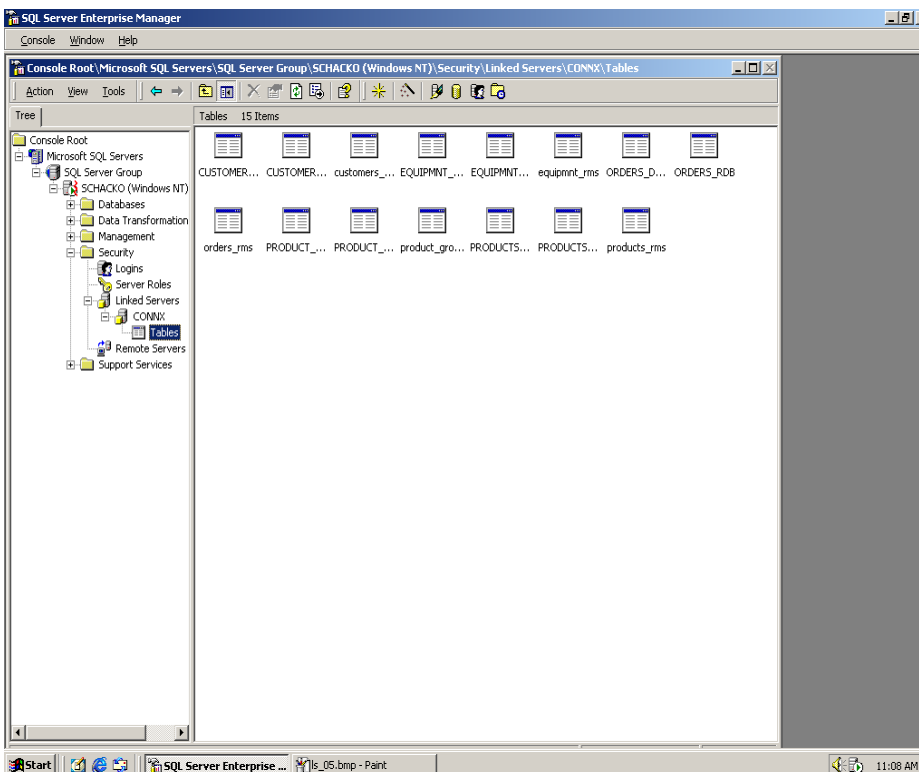 SQL Server Enterprise Manager
Console Window Help
Console Root\Microsoft SQL Servers\SQL Server Group\SCHACKO (Windows NT)\Security\Linked Servers\CONNX\Tables
Action View Tools
Tree
Tables 15 Items
Console Root
Microsoft SQL Servers
SQL Server Group
SCHACKO (Windows NT)
Databases
Data Transformation
Management
Security
Logins
Server Roles
Linked Servers
CONNX
Tables
Remote Servers
Support Services
CUSTOMER... CUSTOMER... customers_... EQUIPMNT_... EQUIPMNT... equipmnt_rms ORDERS_D... ORDERS_RDB
orders_rms PRODUCT_... PRODUCT_... product_gro... PRODUCTS... PRODUCTS... products_rms
Start SQL Server Enterprise ... ls_05.bmp - Paint 11:08 AM